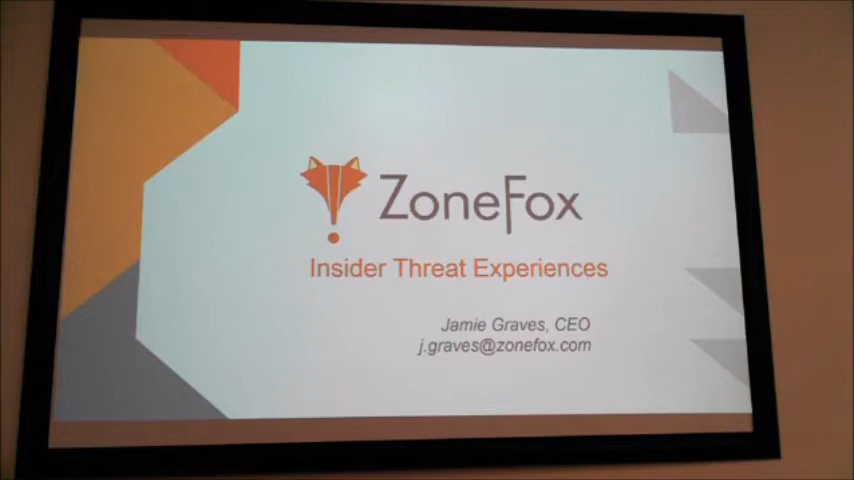 ZoneFox
Insider Threat Experiences
Jamie Graves, CEO
j.graves@zonefox.com